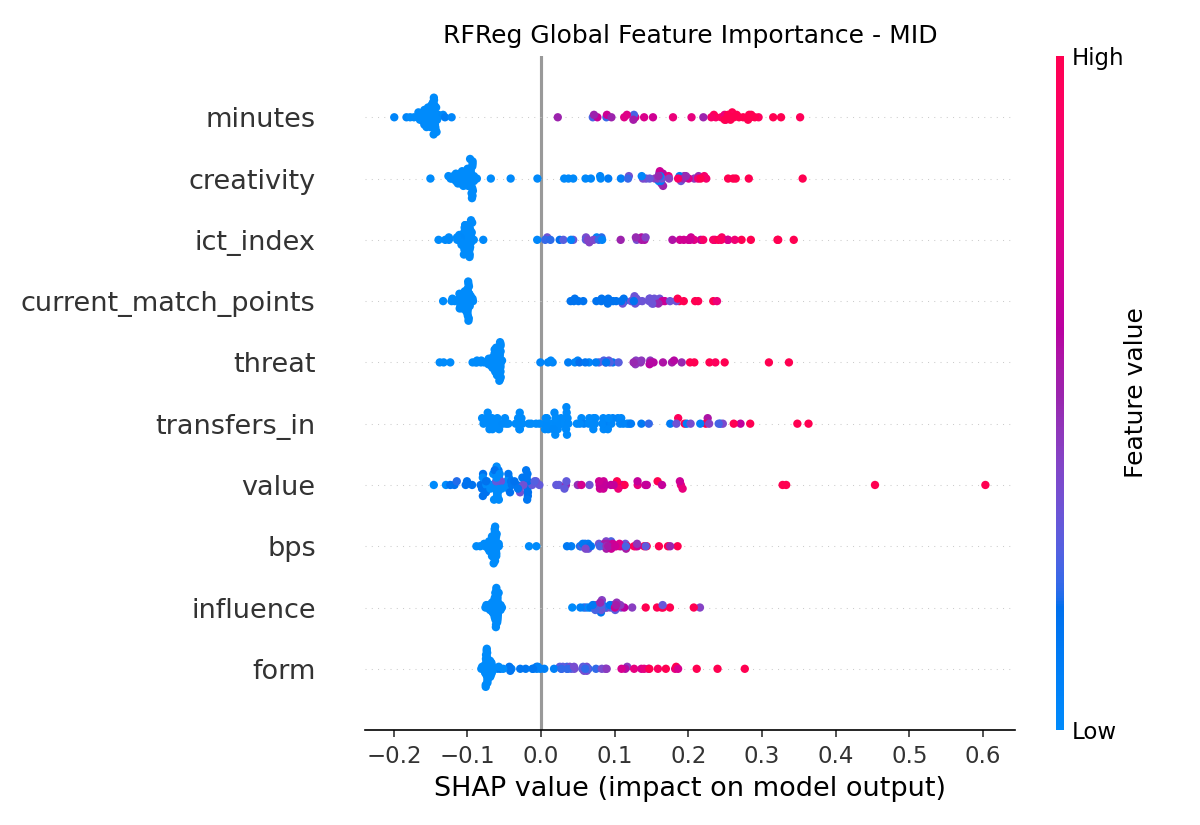 RFReg Global Feature Importance - MID
High
minutes
creativity
ict_index
current_match_points
threat
transfers_in
value
bps
influence
form
Feature value
Low
−0.2 −0.1 0.0 0.1 0.2 0.3 0.4 0.5 0.6
SHAP value (impact on model output)